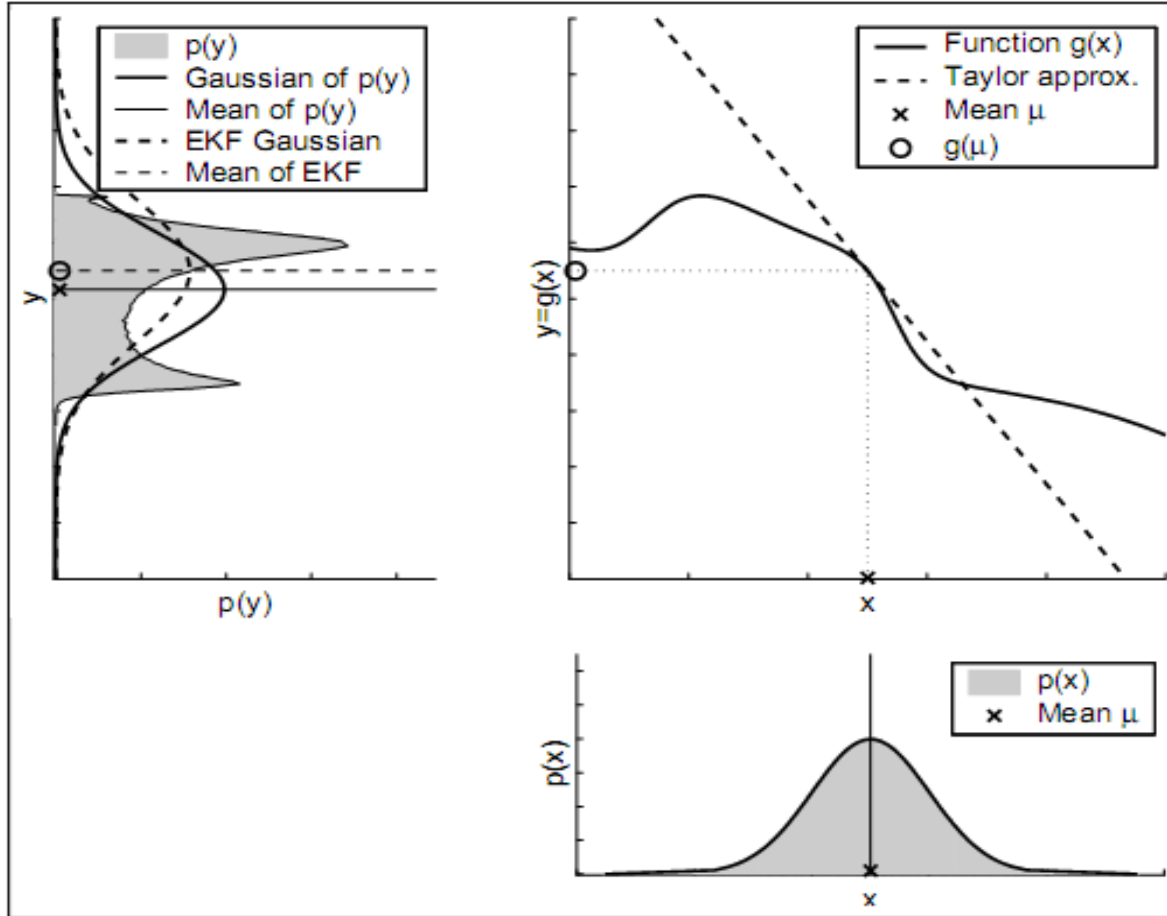 p(y)
Gaussian of p(y)
Mean of p(y)
EKF Gaussian
Mean of EKF
y
p(y)
Function g(x)
Taylor approx.
Mean μ
g(μ)
y=g(x)
x
p(x)
Mean μ
p(x)
x